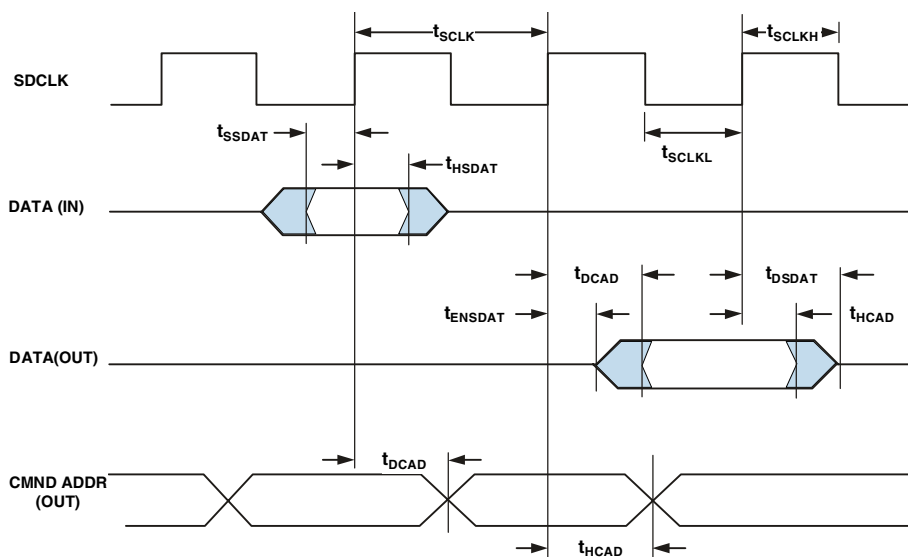 tSCLK
tSCLKH
SDCLK
tSSDAT
tHSDAT
tSCLKL
DATA (IN)
tDCAD
tDSDAT
tENSDAT
tHCAD
DATA(OUT)
tDCAD
CMND ADDR
(OUT)
tHCAD